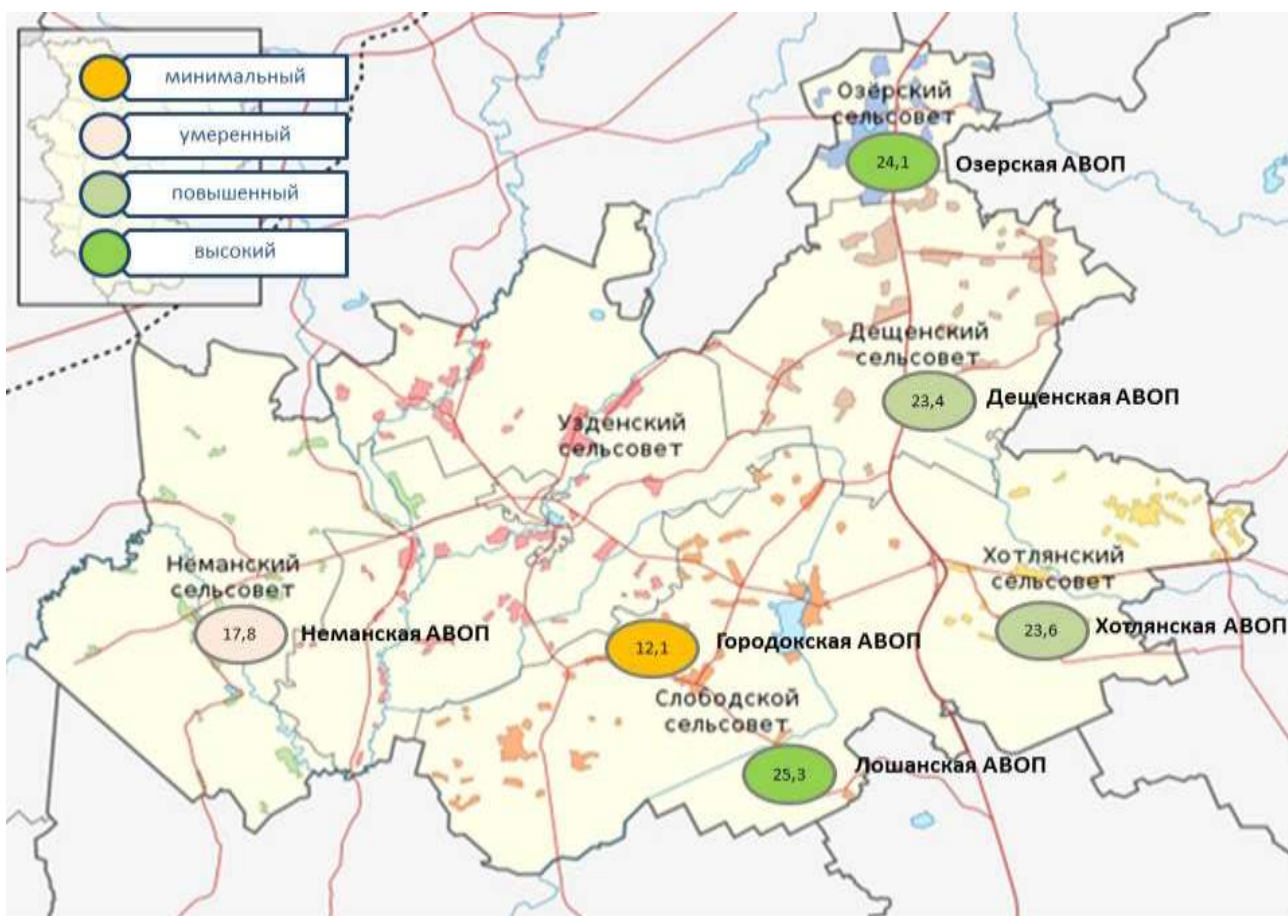 минимальный
умеренный
повышенный
высокий
Озёрский
сельсовет
24,1
Озерская АВОП
Дещенский
сельсовет
23,4
Дещенская АВОП
Узденский
сельсовет
Хотлянский
сельсовет
23,6
Хотлянская АВОП
Неманский
сельсовет
17,8
Неманская АВОП
12,1
Городокская АВОП
Слободской
сельсовет
25,3
Лошанская АВОП